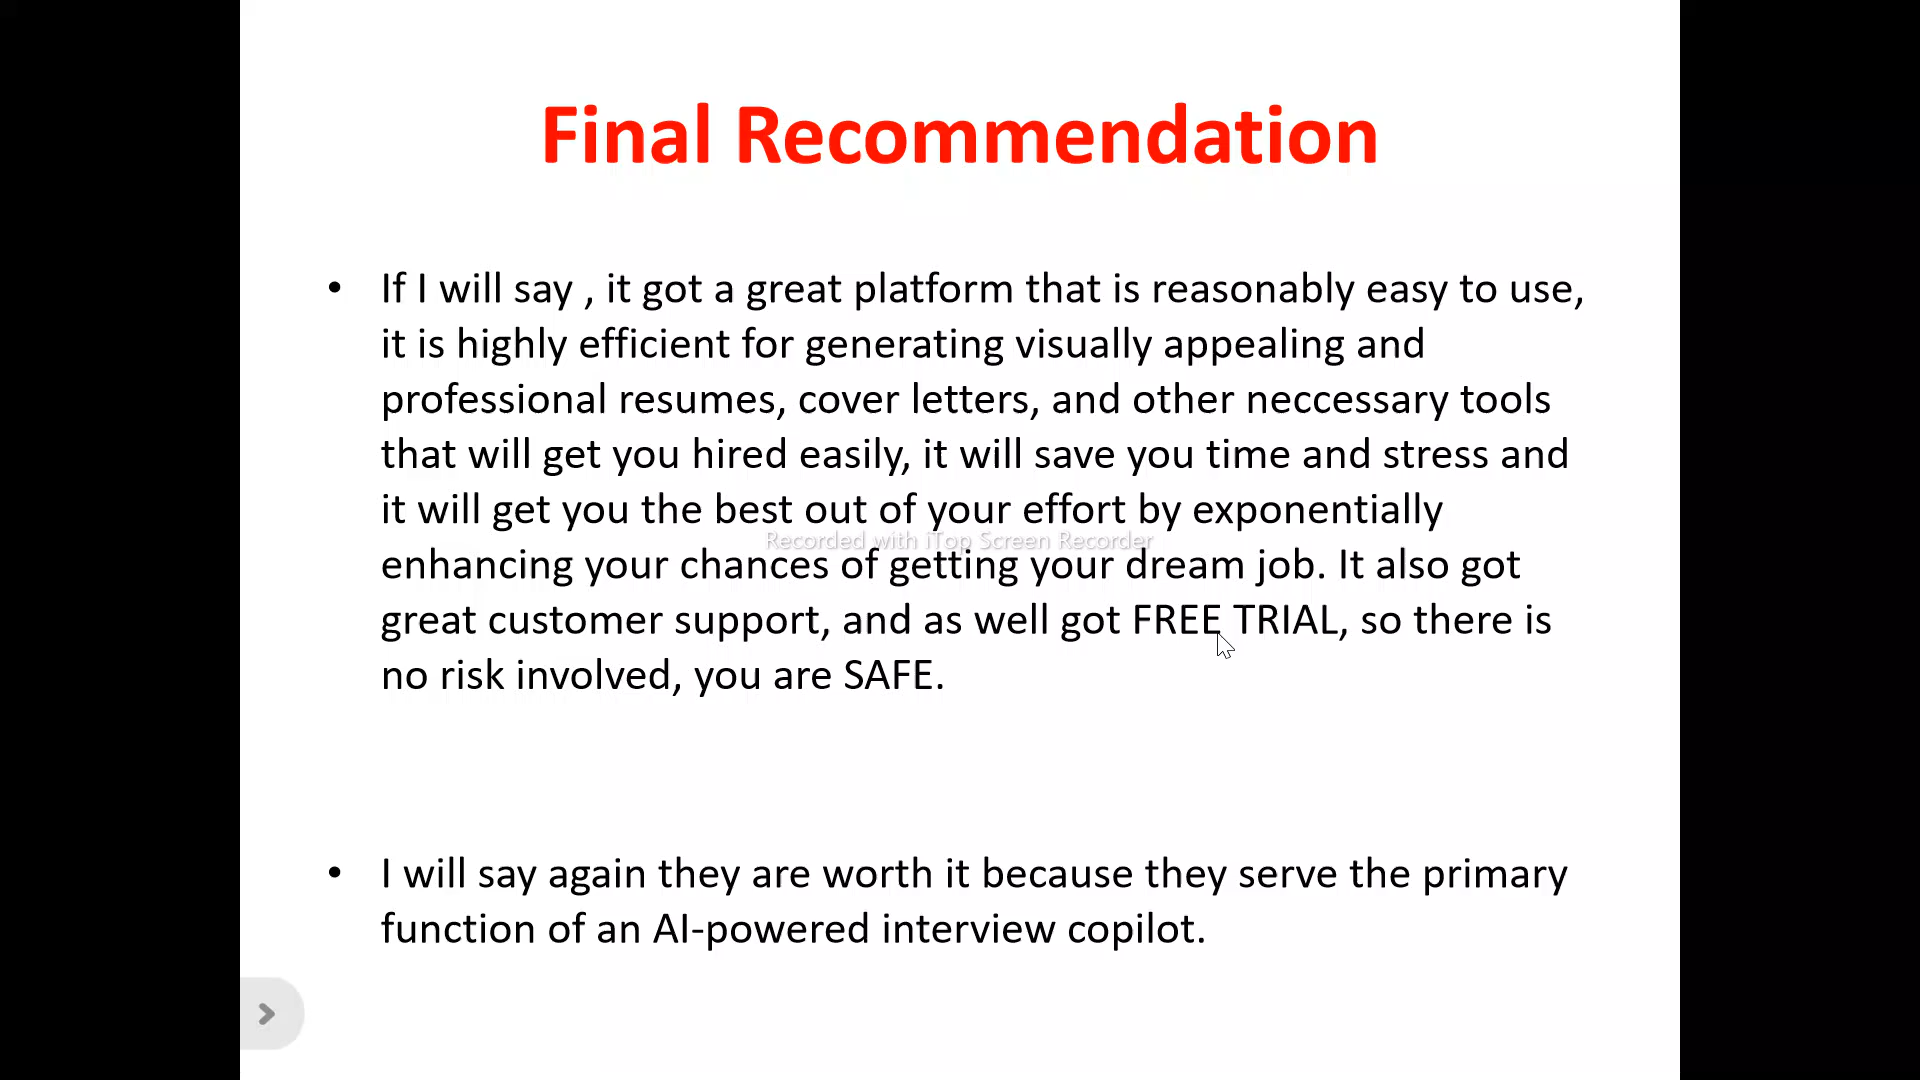 Final Recommendation
• If I will say , it got a great platform that is reasonably easy to use,
it is highly efficient for generating visually appealing and
professional resumes, cover letters, and other neccessary tools
that will get you hired easily, it will save you time and stress and
it will get you the best out of your effort by exponentially
Recorded with iTop Screen Recorder
enhancing your chances of getting your dream job. It also got
great customer support, and as well got FREE TRIAL, so there is
no risk involved, you are SAFE.
• I will say again they are worth it because they serve the primary
function of an AI-powered interview copilot.